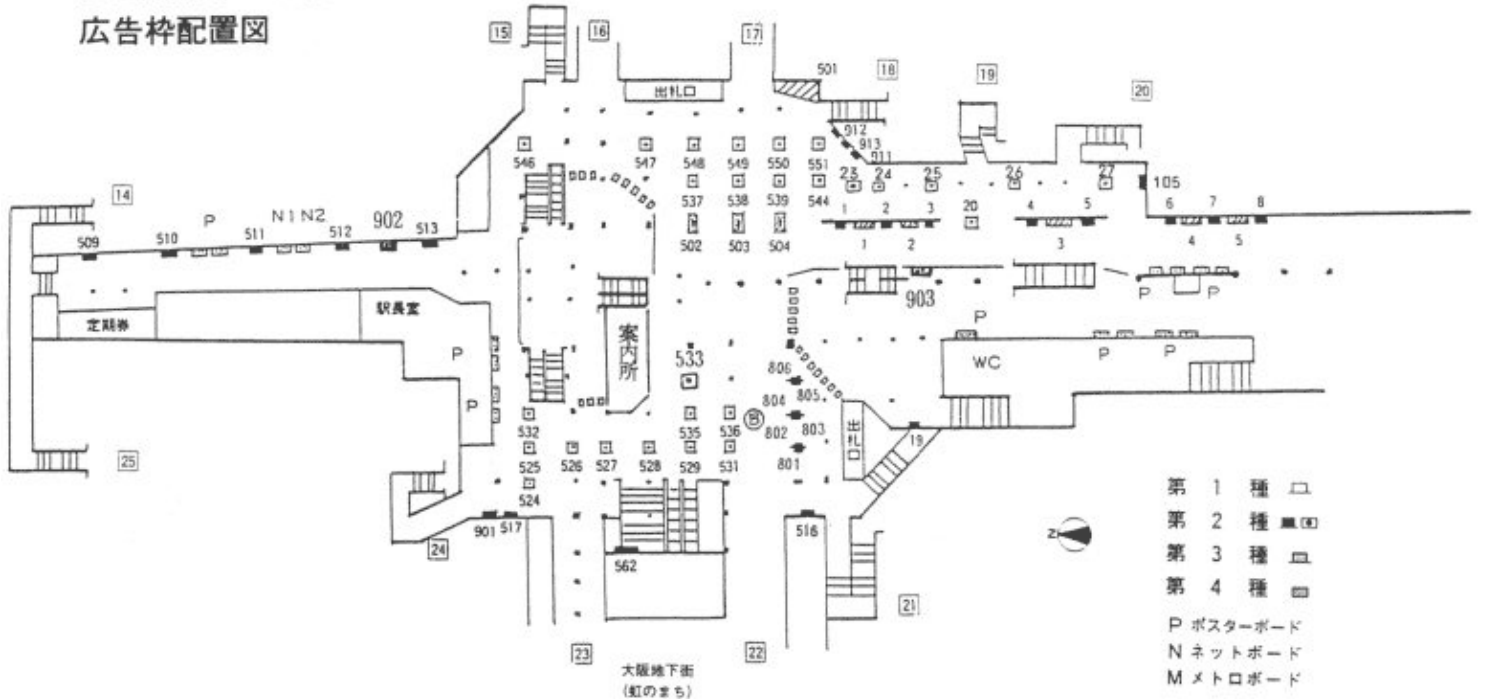 広告枠配置図
15
16
17
501
18
19
20
出札口
912
913
911
546
547
548
549
550
551
23
24
25
26
27
105
14
P
N1N2
902
537
538
539
544
1
2
3
20
4
5
6
7
8
509
510
511
512
513
502
503
504
1
2
3
4
5
903
P
P
定期券
駅長室
案内所
533
P
WC
P
P
P
P
806
805
804
803
802
801
B
出札口
19
532
535
536
525
526
527
528
529
531
524
25
24
901
517
562
516
21
23
22
大阪地下街
(虹のまち)
Z
第 1 種
第 2 種
第 3 種
第 4 種
P ポスターボード
N ネットボード
M メトロボード